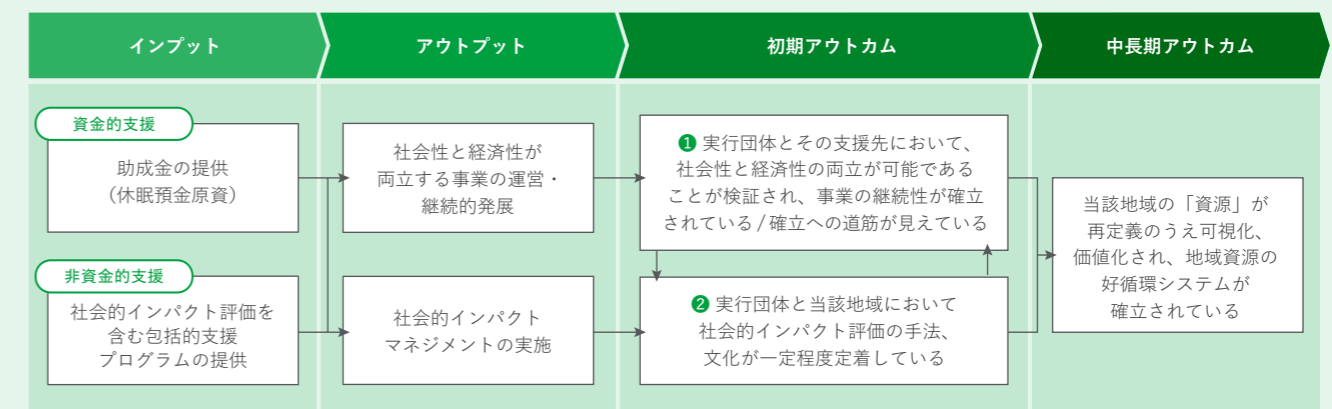 インプット
アウトプット
初期アウトカム
中長期アウトカム
資金的支援
助成金の提供
（休眠預金原資）
非資金的支援
社会的インパクト評価を
含む包括的支援
プログラムの提供
社会性と経済性が
両立する事業の運営・
継続的発展
社会的インパクト
マネジメントの実施
❶ 実行団体とその支援先において、
社会性と経済性の両立が可能である
ことが検証され、事業の継続性が確立
されている / 確立への道筋が見えている
❷ 実行団体と当該地域において
社会的インパクト評価の手法、
文化が一定程度定着している
当該地域の「資源」が
再定義のうえ可視化、
価値化され、地域資源の
好循環システムが
確立されている